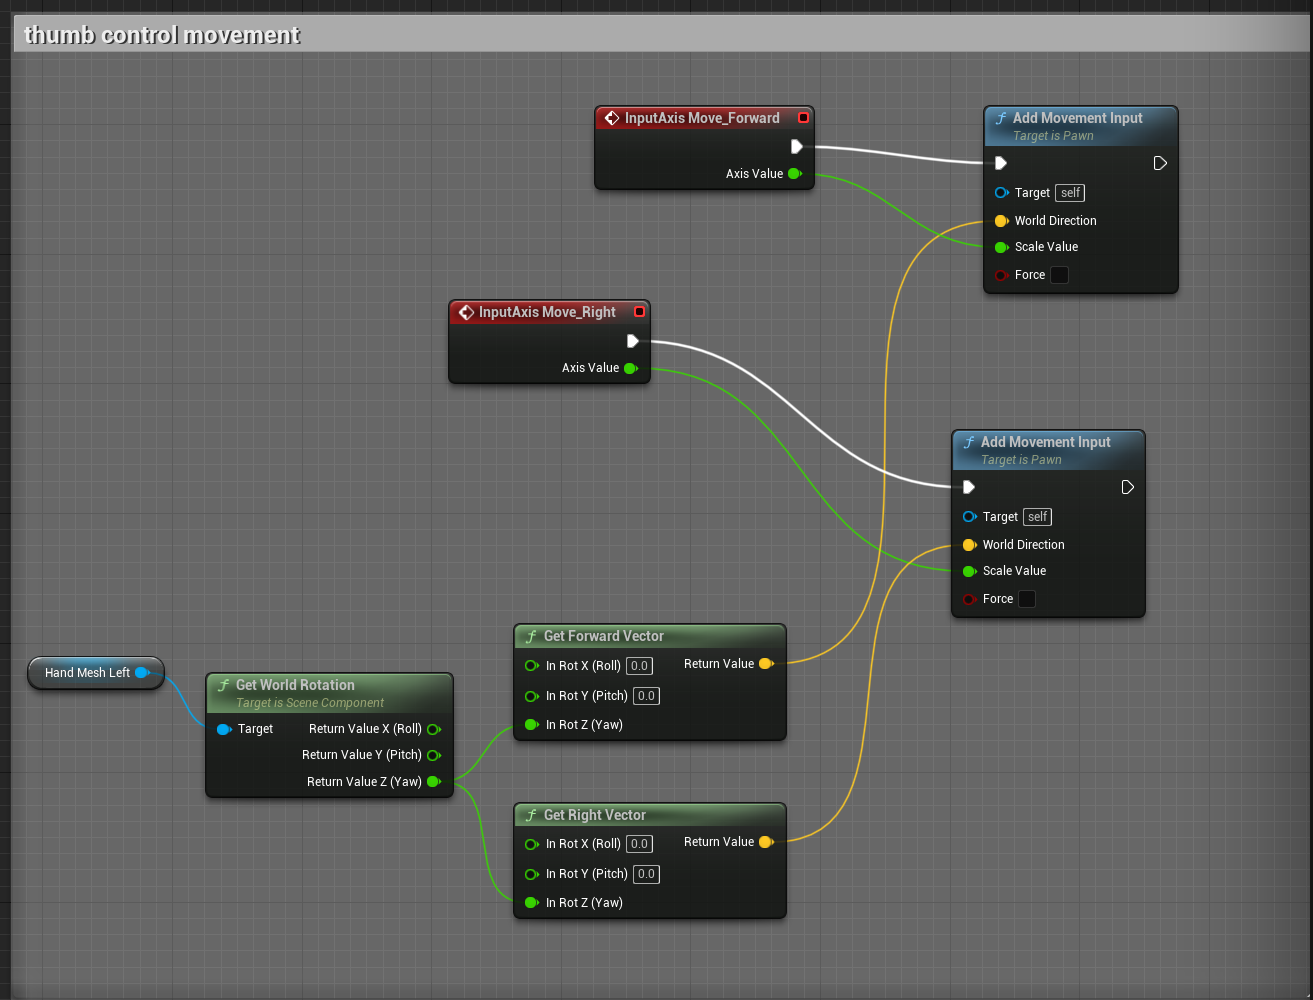 thumb control movement
InputAxis Move_Forward
Axis Value
f Add Movement Input
Target is Pawn
Target self
World Direction
Scale Value
Force
InputAxis Move_Right
Axis Value
f Add Movement Input
Target is Pawn
Target self
World Direction
Scale Value
Force
Hand Mesh Left
f Get World Rotation
Target is Scene Component
Target Return Value X (Roll)
Return Value Y (Pitch)
Return Value Z (Yaw)
f Get Forward Vector
In Rot X (Roll) 0.0 Return Value
In Rot Y (Pitch) 0.0
In Rot Z (Yaw)
f Get Right Vector
In Rot X (Roll) 0.0 Return Value
In Rot Y (Pitch) 0.0
In Rot Z (Yaw)